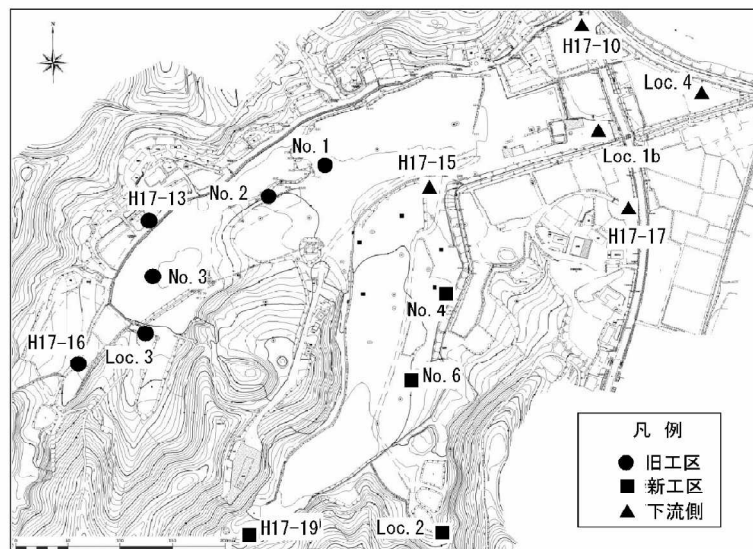 N
H17-10
Loc. 4
No. 1
H17-15
Loc. 1b
No. 2
H17-13
H17-17
No. 3
No. 4
H17-16
Loc. 3
No. 6
凡 例
旧工区
新工区
下流側
H17-19
Loc. 2